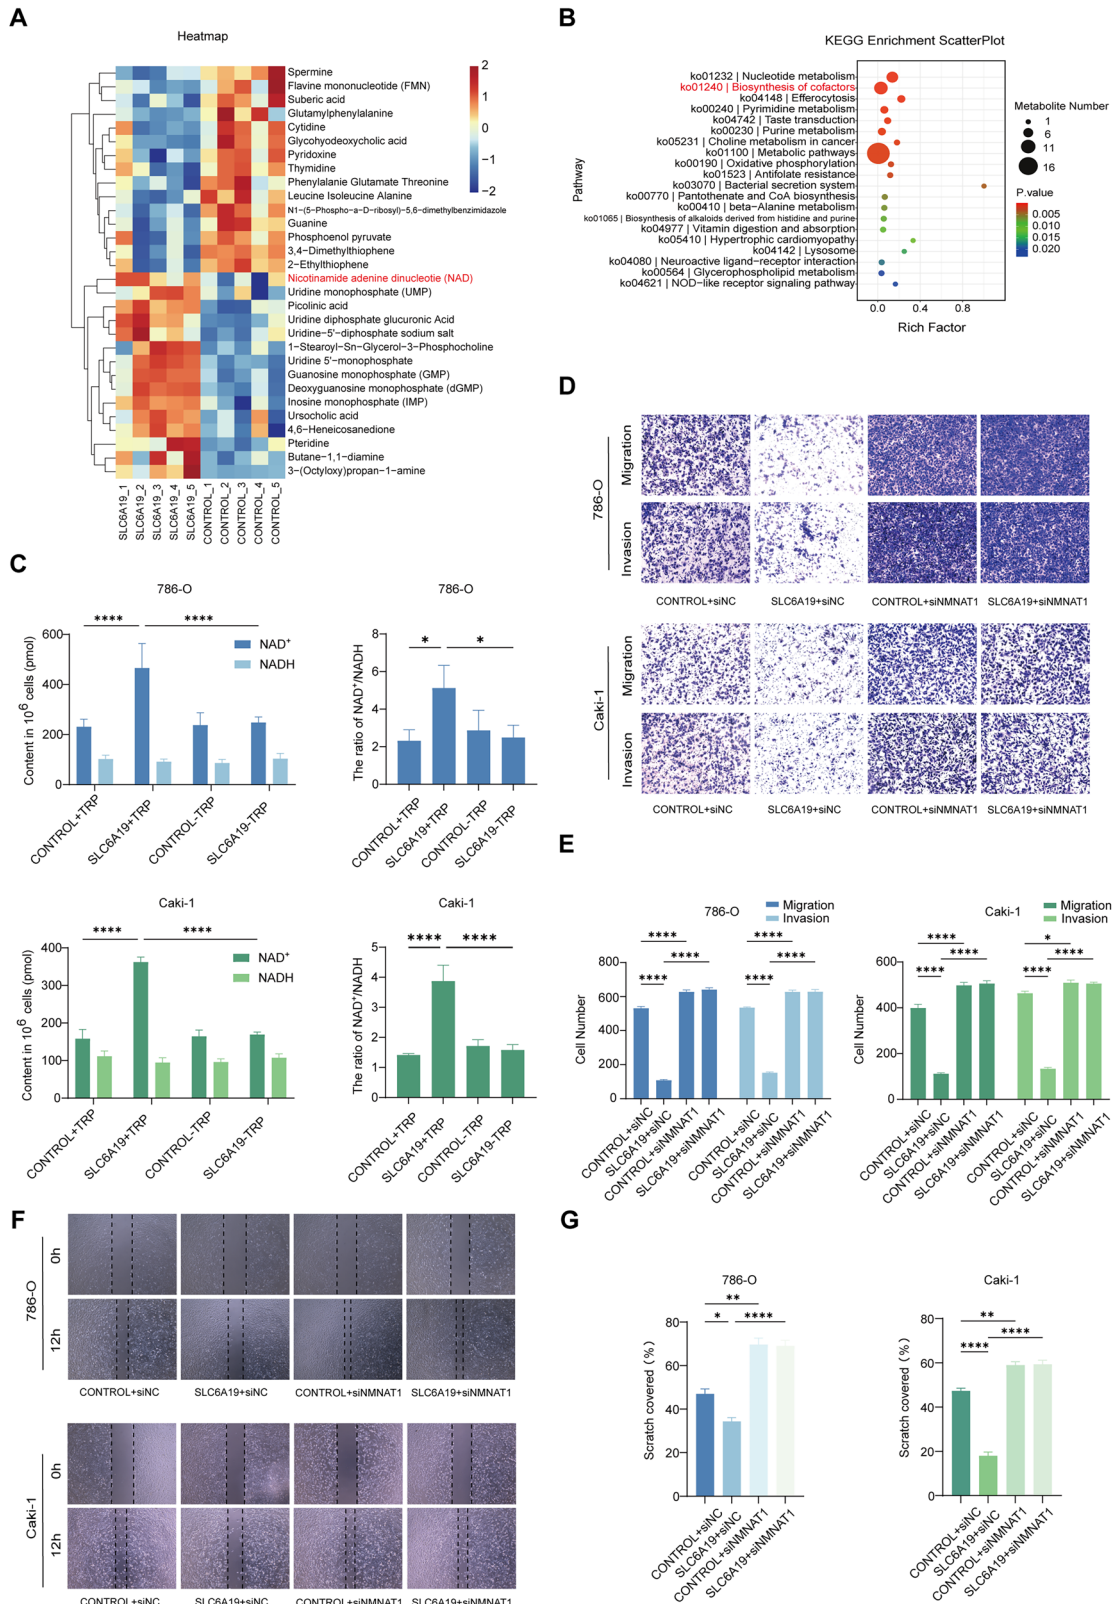 A
Heatmap
Spermine
Flavine mononucleotide (FMN)
Suberic acid
Glutamylphenylalanine
Cytidine
Glycohyodeoxycholic acid
Pyridoxine
Thymidine
Phenylalanie Glutamate Threonine
Leucine Isoleucine Alanine
N1−(5−Phospho−a−D−ribosyl)−5,6−dimethylbenzimidazole
Guanine
Phosphoenol pyruvate
3,4−Dimethylthiophene
2−Ethylthiophene
Nicotinamide adenine dinucleotie (NAD)
Uridine monophosphate (UMP)
Picolinic acid
Uridine diphosphate glucuronic Acid
Uridine−5'−diphosphate sodium salt
1−Stearoyl−Sn−Glycerol−3−Phosphocholine
Uridine 5'−monophosphate
Guanosine monophosphate (GMP)
Deoxyguanosine monophosphate (dGMP)
Inosine monophosphate (IMP)
Ursocholic acid
4,6−Heneicosanedione
Pteridine
Butane−1,1−diamine
3−(Octyloxy)propan−1−amine
2
1
0
−1
−2
SLC6A19_1
SLC6A19_2
SLC6A19_3
SLC6A19_4
SLC6A19_5
CONTROL_1
CONTROL_2
CONTROL_3
CONTROL_4
CONTROL_5
B
KEGG Enrichment ScatterPlot
Pathway
ko01232 | Nucleotide metabolism
ko01240 | Biosynthesis of cofactors
ko04148 | Efferocytosis
ko00240 | Pyrimidine metabolism
ko04742 | Taste transduction
ko00230 | Purine metabolism
ko05231 | Choline metabolism in cancer
ko01100 | Metabolic pathways
ko00190 | Oxidative phosphorylation
ko01523 | Antifolate resistance
ko03070 | Bacterial secretion system
ko00770 | Pantothenate and CoA biosynthesis
ko00410 | beta−Alanine metabolism
ko01065 | Biosynthesis of alkaloids derived from histidine and purine
ko04977 | Vitamin digestion and absorption
ko05410 | Hypertrophic cardiomyopathy
ko04142 | Lysosome
ko04080 | Neuroactive ligand−receptor interaction
ko00564 | Glycerophospholipid metabolism
ko04621 | NOD−like receptor signaling pathway
0.0 0.4 0.8
Rich Factor
Metabolite Number
1
6
11
16
P.value
0.005
0.010
0.015
0.020
C
786-O
Content in 10⁶ cells (pmol)
600
400
200
0
**** ****
NAD⁺
NADH
CONTROL+TRP
SLC6A19+TRP
CONTROL-TRP
SLC6A19-TRP
786-O
The ratio of NAD⁺/NADH
8
6
4
2
0
* *
CONTROL+TRP
SLC6A19+TRP
CONTROL-TRP
SLC6A19-TRP
Caki-1
Content in 10⁶ cells (pmol)
400
300
200
100
0
**** ****
NAD⁺
NADH
CONTROL+TRP
SLC6A19+TRP
CONTROL-TRP
SLC6A19-TRP
Caki-1
The ratio of NAD⁺/NADH
5
4
3
2
1
0
**** ****
CONTROL+TRP
SLC6A19+TRP
CONTROL-TRP
SLC6A19-TRP
D
786-O
Migration
Invasion
CONTROL+siNC SLC6A19+siNC CONTROL+siNMNAT1 SLC6A19+siNMNAT1
Caki-1
Migration
Invasion
CONTROL+siNC SLC6A19+siNC CONTROL+siNMNAT1 SLC6A19+siNMNAT1
E
786-O
Migration
Invasion
Cell Number
800
600
400
200
0
**** ****
**** ****
**** ****
CONTROL+siNC
SLC6A19+siNC
CONTROL+siNMNAT1
SLC6A19+siNMNAT1
CONTROL+siNC
SLC6A19+siNC
CONTROL+siNMNAT1
SLC6A19+siNMNAT1
Caki-1
Migration
Invasion
Cell Number
600
400
200
0
**** *
**** ****
**** ****
CONTROL+siNC
SLC6A19+siNC
CONTROL+siNMNAT1
SLC6A19+siNMNAT1
CONTROL+siNC
SLC6A19+siNC
CONTROL+siNMNAT1
SLC6A19+siNMNAT1
F
786-O
0h
12h
CONTROL+siNC SLC6A19+siNC CONTROL+siNMNAT1 SLC6A19+siNMNAT1
Caki-1
0h
12h
CONTROL+siNC SLC6A19+siNC CONTROL+siNMNAT1 SLC6A19+siNMNAT1
G
786-O
Scratch covered (%)
80
60
40
20
0
**
* ****
CONTROL+siNC
SLC6A19+siNC
CONTROL+siNMNAT1
SLC6A19+siNMNAT1
Caki-1
Scratch covered (%)
80
60
40
20
0
**
****
****
CONTROL+siNC
SLC6A19+siNC
CONTROL+siNMNAT1
SLC6A19+siNMNAT1